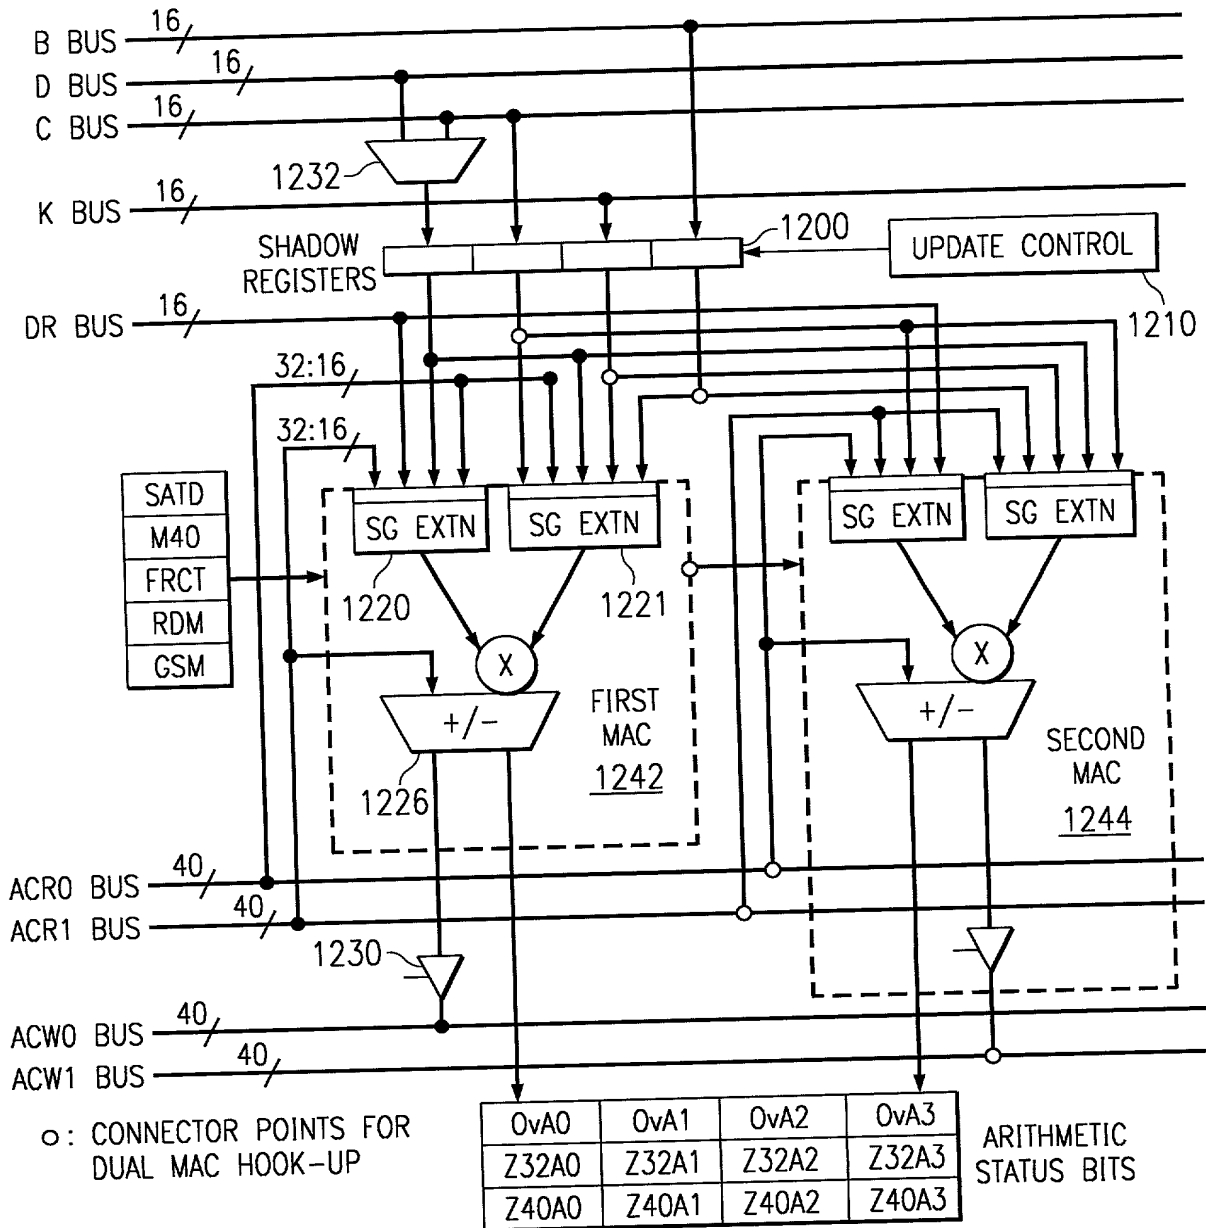 B BUS 16
D BUS 16
C BUS 16
1232
K BUS 16
SHADOW
REGISTERS
1200
UPDATE CONTROL
1210
DR BUS 16
32:16
32:16
SATD
M40
FRCT
RDM
GSM
SG EXTN
SG EXTN
SG EXTN
SG EXTN
1220
1221
X
X
+/-
+/-
FIRST
MAC
1242
SECOND
MAC
1244
1226
ACR0 BUS 40
ACR1 BUS 40
1230
ACW0 BUS 40
ACW1 BUS 40
o: CONNECTOR POINTS FOR
DUAL MAC HOOK-UP
OvA0 OvA1 OvA2 OvA3
Z32A0 Z32A1 Z32A2 Z32A3
Z40A0 Z40A1 Z40A2 Z40A3
ARITHMETIC
STATUS BITS